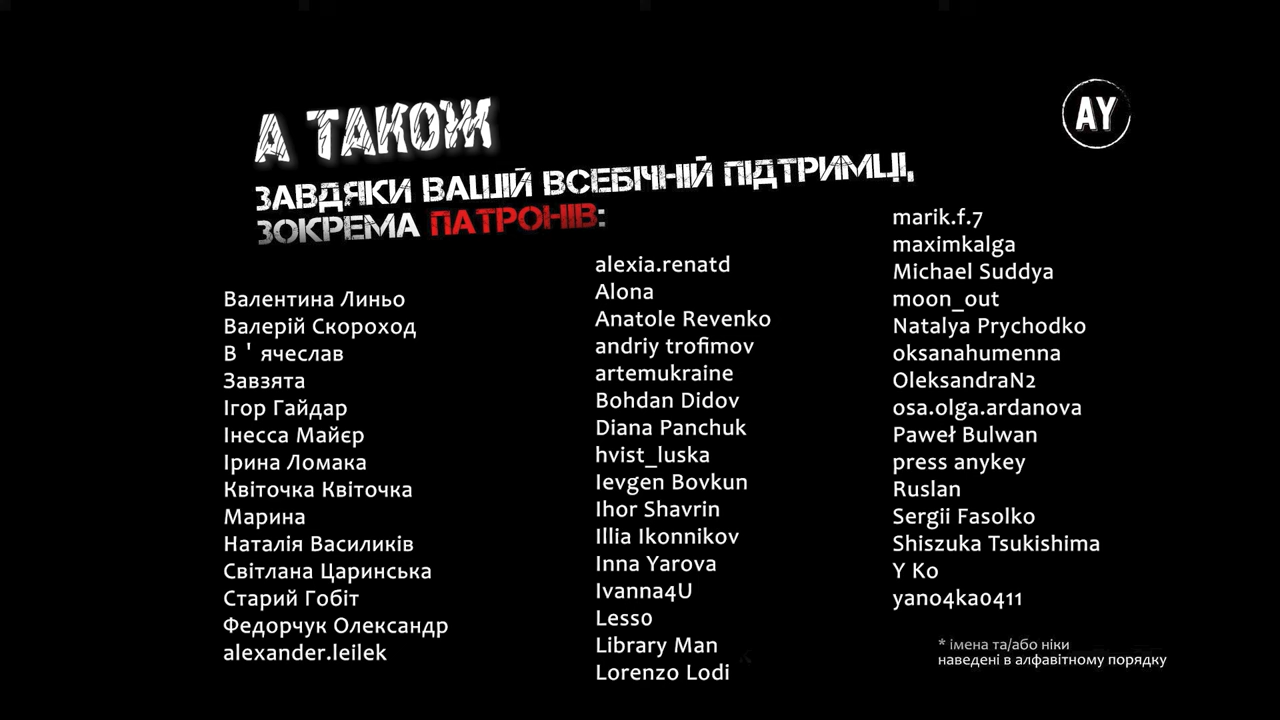 А ТАКОЖ
ЗАВДЯКИ ВАШІЙ ВСЕБІЧНІЙ ПІДТРИМЦІ,
ЗОКРЕМА ПАТРОНІВ:
АУ
Валентина Линьо
Валерій Скороход
В ' ячеслав
Завзята
Ігор Гайдар
Інесса Майєр
Ірина Ломака
Квіточка Квіточка
Марина
Наталія Василиків
Світлана Царинська
Старий Гобіт
Федорчук Олександр
alexander.leilek
alexia.renatd
Alona
Anatole Revenko
andriy trofimov
artemukraine
Bohdan Didov
Diana Panchuk
hvist_luska
Ievgen Bovkun
Ihor Shavrin
Illia Ikonnikov
Inna Yarova
Ivanna4U
Less0
Library Man
Lorenzo Lodi
marik.f.7
maximkalga
Michael Suddya
moon_out
Natalya Prychodko
oksanahumenna
OleksandraN2
osa.olga.ardanova
Paweł Bulwan
press anykey
Ruslan
Sergii Fasolko
Shiszuka Tsukishima
Y Ko
yano4ka0411
* імена та/або ніки
наведені в алфавітному порядку